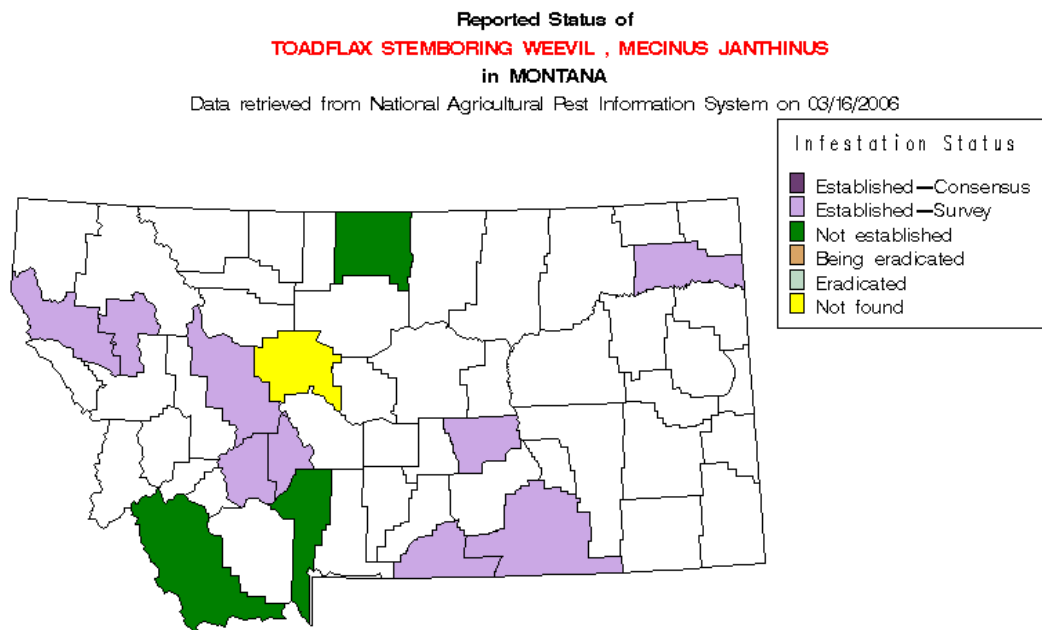 Reported Status of
TOADFLAX STEMBORING WEEVIL , MECINUS JANTHINUS
in MONTANA
Data retrieved from National Agricultural Pest Information System on 03/16/2006
Infestation Status
Established—Consensus
Established—Survey
Not established
Being eradicated
Eradicated
Not found